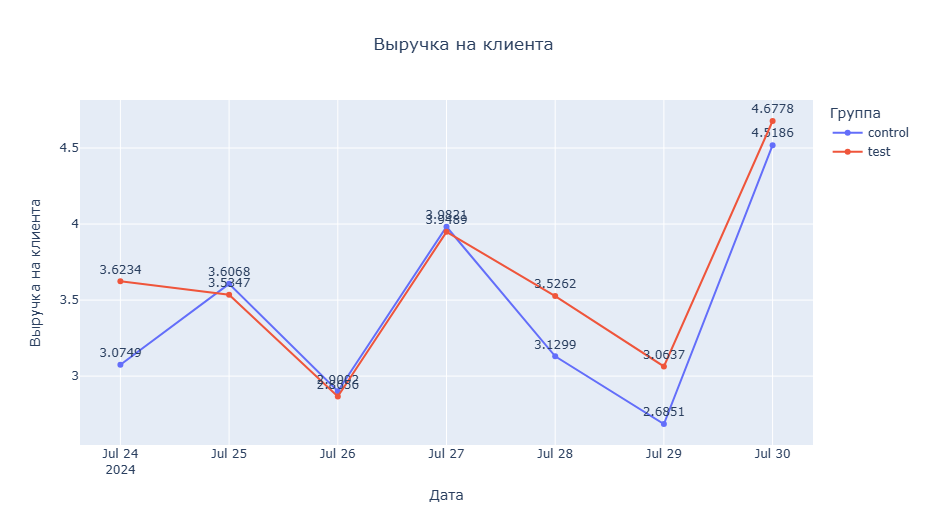 Выручка на клиента
Группа
control
test
Выручка на клиента
4.5
4
3.5
3
3.6234
3.0749
3.6068
3.5347
3.9821
3.9489
3.5262
3.1299
3.0637
2.6851
4.6778
4.5186
Jul 24
2024
Jul 25
Jul 26
Jul 27
Jul 28
Jul 29
Jul 30
Дата